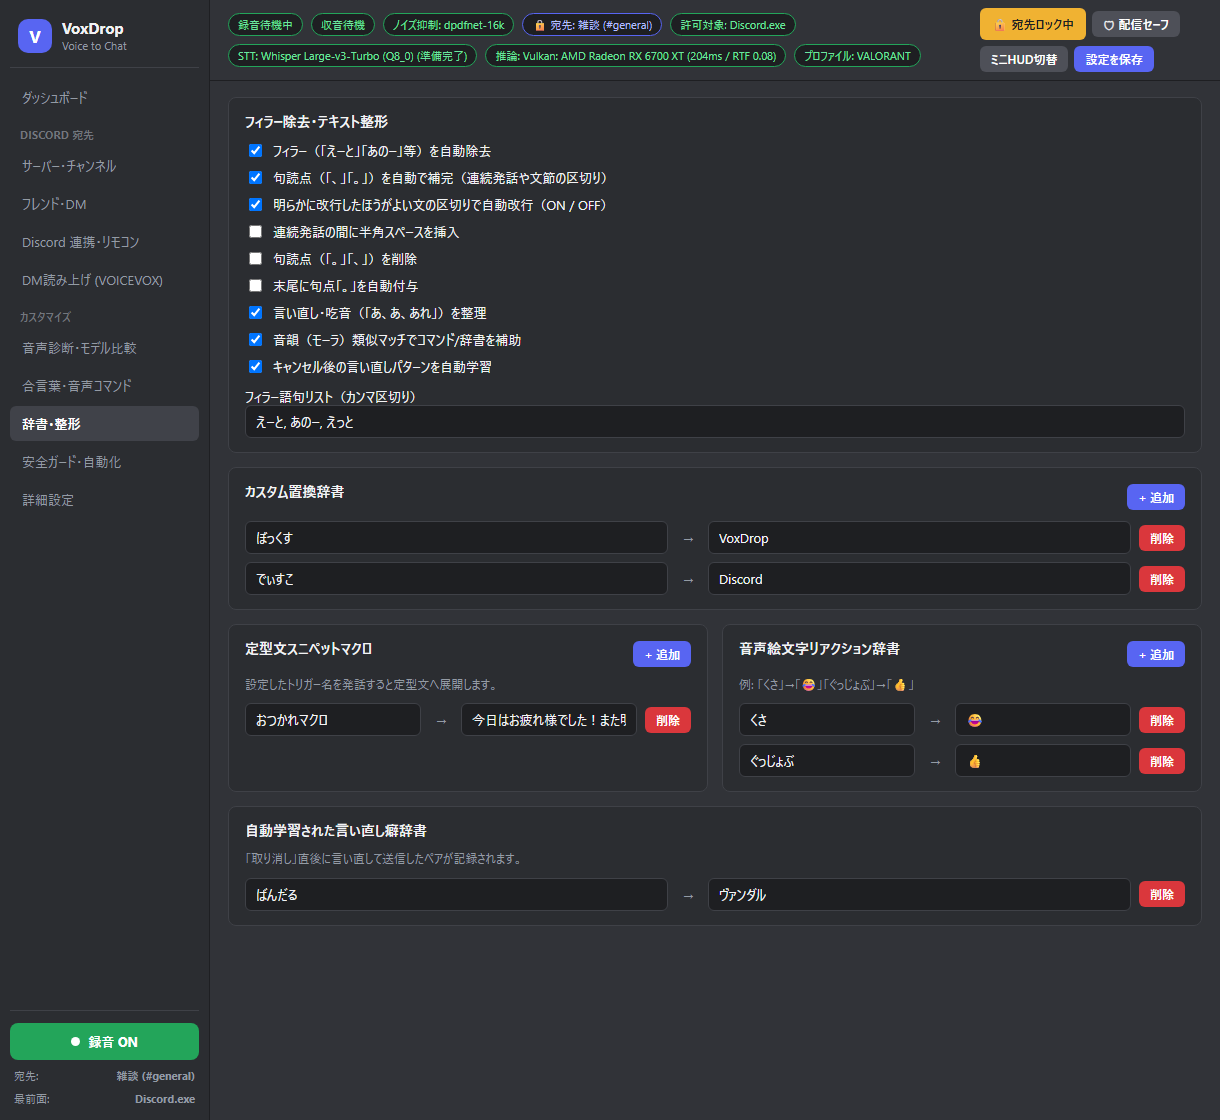 V
VoxDrop
Voice to Chat
ダッシュボード
DISCORD 宛先
サーバー・チャンネル
フレンド・DM
Discord 連携・リモコン
DM読み上げ (VOICEVOX)
カスタマイズ
音声診断・モデル比較
合言葉・音声コマンド
辞書・整形
安全ガード・自動化
詳細設定
● 録音 ON
宛先: 雑談 (#general)
最前面: Discord.exe
録音待機中 収音待機 ノイズ抑制: dpdfnet-16k 🔒 宛先: 雑談 (#general) 許可対象: Discord.exe
STT: Whisper Large-v3-Turbo (Q8_0) (準備完了) 推論: Vulkan: AMD Radeon RX 6700 XT (204ms / RTF 0.08) プロファイル: VALORANT
🔒 宛先ロック中 🛡 配信セーフ
ミニHUD切替 設定を保存
フィラー除去・テキスト整形
フィラー（「えーと」「あのー」等）を自動除去
句読点（「、」「。」）を自動で補完（連続発話や文節の区切り）
明らかに改行したほうがよい文の区切りで自動改行（ON / OFF）
連続発話の間に半角スペースを挿入
句読点（「。」「、」）を削除
末尾に句点「。」を自動付与
言い直し・吃音（「あ、あ、あれ」）を整理
音韻（モーラ）類似マッチでコマンド/辞書を補助
キャンセル後の言い直しパターンを自動学習
フィラー語句リスト（カンマ区切り）
えーと, あのー, えっと
カスタム置換辞書
+ 追加
ぼっくす → VoxDrop 削除
でぃすこ → Discord 削除
定型文スニペットマクロ
+ 追加
設定したトリガー名を発話すると定型文へ展開します。
おつかれマクロ → 今日はお疲れ様でした！また 削除
音声絵文字リアクション辞書
+ 追加
例: 「くさ」→「😂」「ぐっじょぶ」→「👍」
くさ → 😂 削除
ぐっじょぶ → 👍 削除
自動学習された言い直し癖辞書
「取り消し」直後に言い直して送信したペアが記録されます。
ばんだる → ヴァンダル 削除